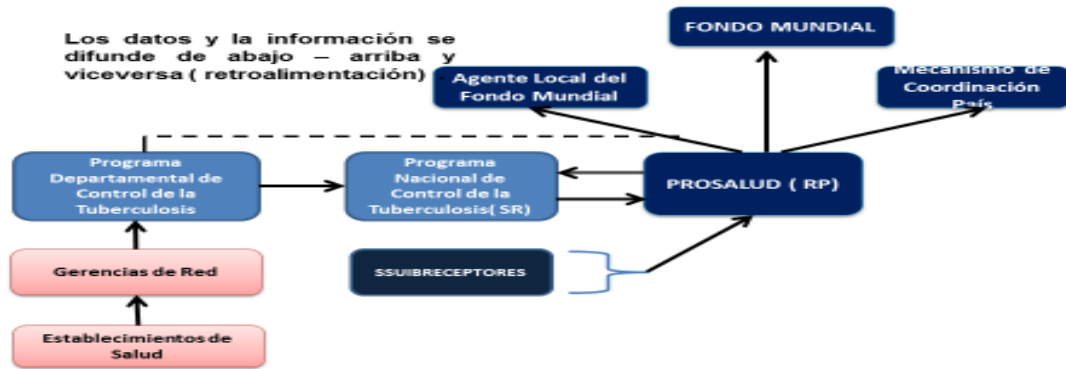 FONDO MUNDIAL
Los datos y la información se
difunde de abajo – arriba y
viceversa ( retroalimentación) .
Agente Local del
Fondo Mundial
Mecanismo de
Coordinación
País
Programa
Departamental de
Control de la
Tuberculosis
Programa
Nacional de
Control de la
Tuberculosis( SR)
PROSALUD ( RP)
Gerencias de Red
SSUIBRECEPTORES
Establecimientos de
Salud